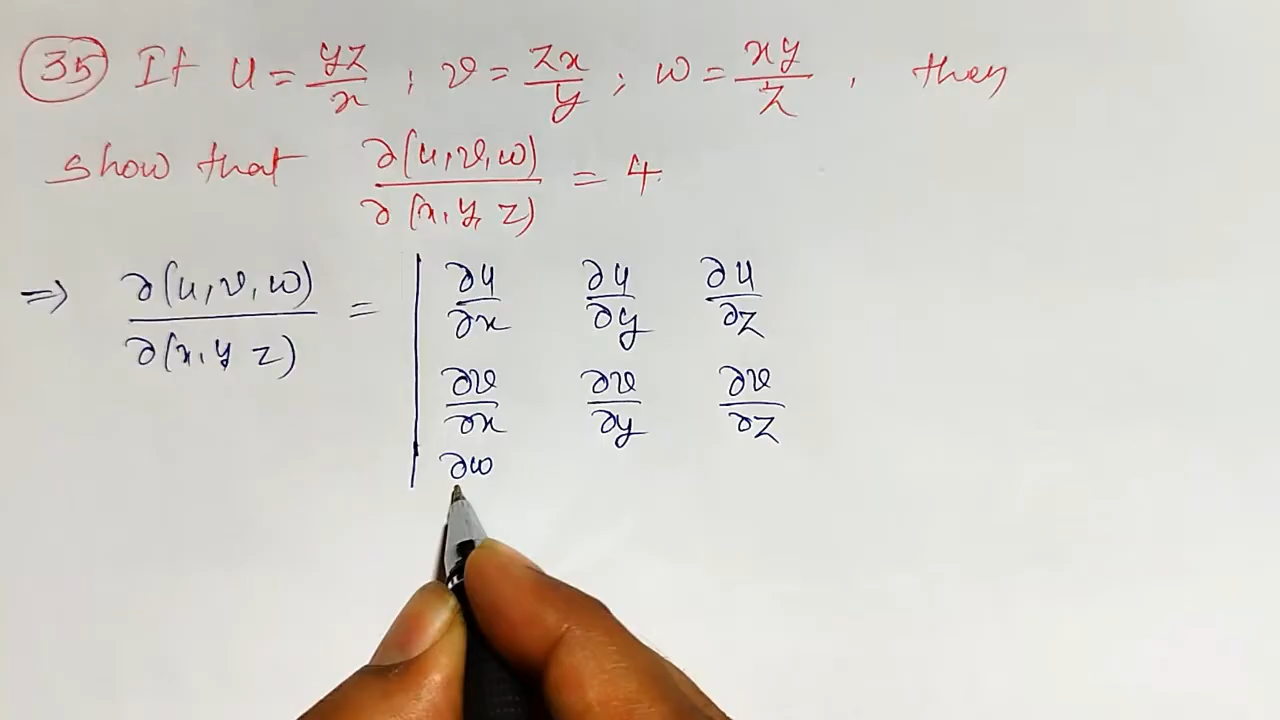 35 If u = yz/x ; v = zx/y ; w = xy/z , then
show that ∂(u,v,w)/∂(x,y,z) = 4.
⇒ ∂(u,v,w)/∂(x,y z) = | ∂u/∂x ∂u/∂y ∂u/∂z
∂v/∂x ∂v/∂y ∂v/∂z
∂w